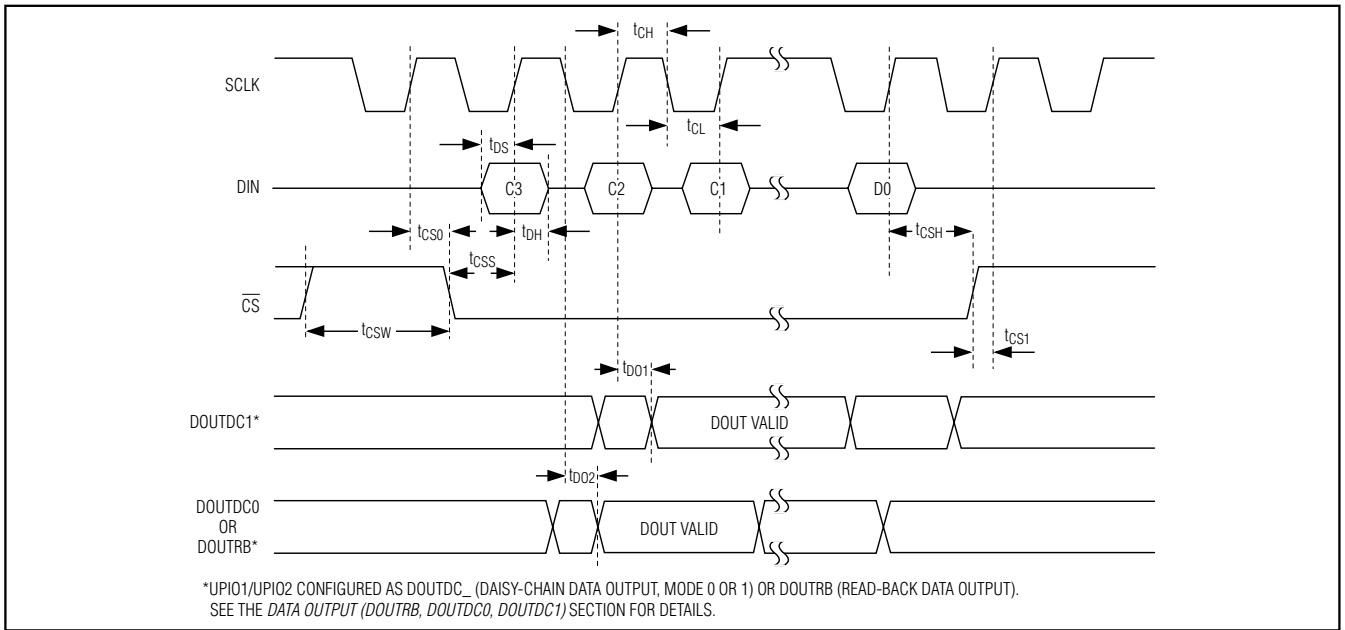 tCH
SCLK
tCL
tDS
DIN
C3
C2
C1
D0
tCS0
tDH
tCSH
tCSS
CS
tCSW
tCS1
tDO1
DOUTDC1*
DOUT VALID
tDO2
DOUTDC0
OR
DOUTRB*
DOUT VALID
*UPIO1/UPIO2 CONFIGURED AS DOUTDC_ (DAISY-CHAIN DATA OUTPUT, MODE 0 OR 1) OR DOUTRB (READ-BACK DATA OUTPUT).
SEE THE DATA OUTPUT (DOUTRB, DOUTDC0, DOUTDC1) SECTION FOR DETAILS.